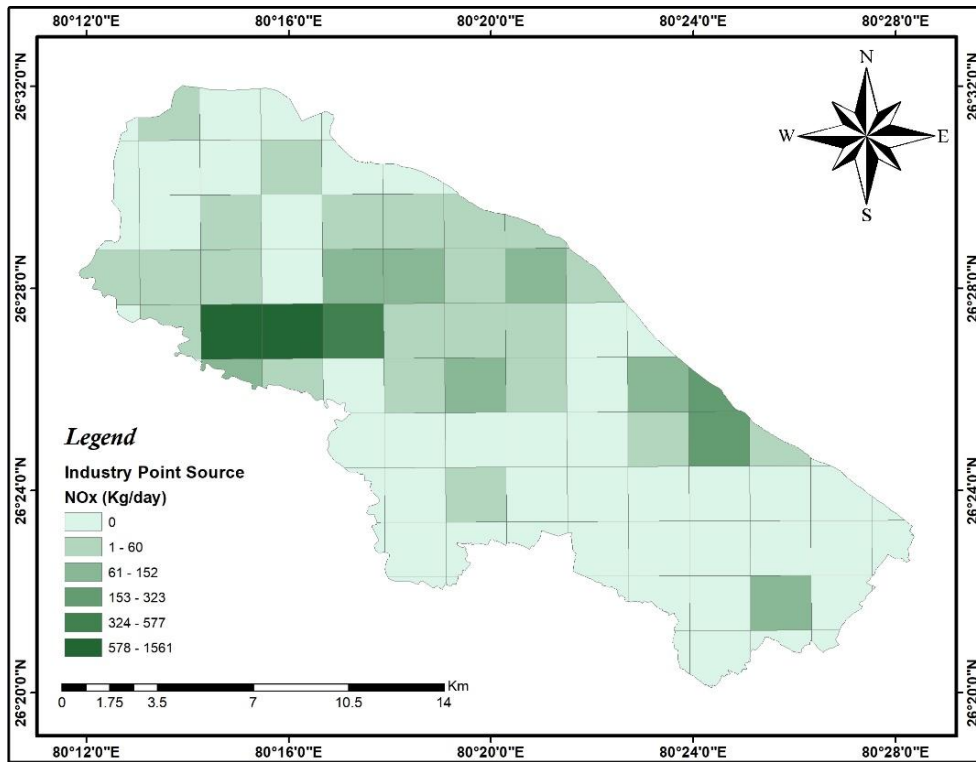 80°12'0"E 80°16'0"E 80°20'0"E 80°24'0"E 80°28'0"E
26°32'0"N 26°32'0"N
N
W E
S
26°28'0"N 26°28'0"N
Legend
Industry Point Source
NOx (Kg/day)
0
1 - 60
61 - 152
153 - 323
324 - 577
578 - 1561
26°24'0"N 26°24'0"N
Km
0 1.75 3.5 7 10.5 14
26°20'0"N 26°20'0"N
80°12'0"E 80°16'0"E 80°20'0"E 80°24'0"E 80°28'0"E